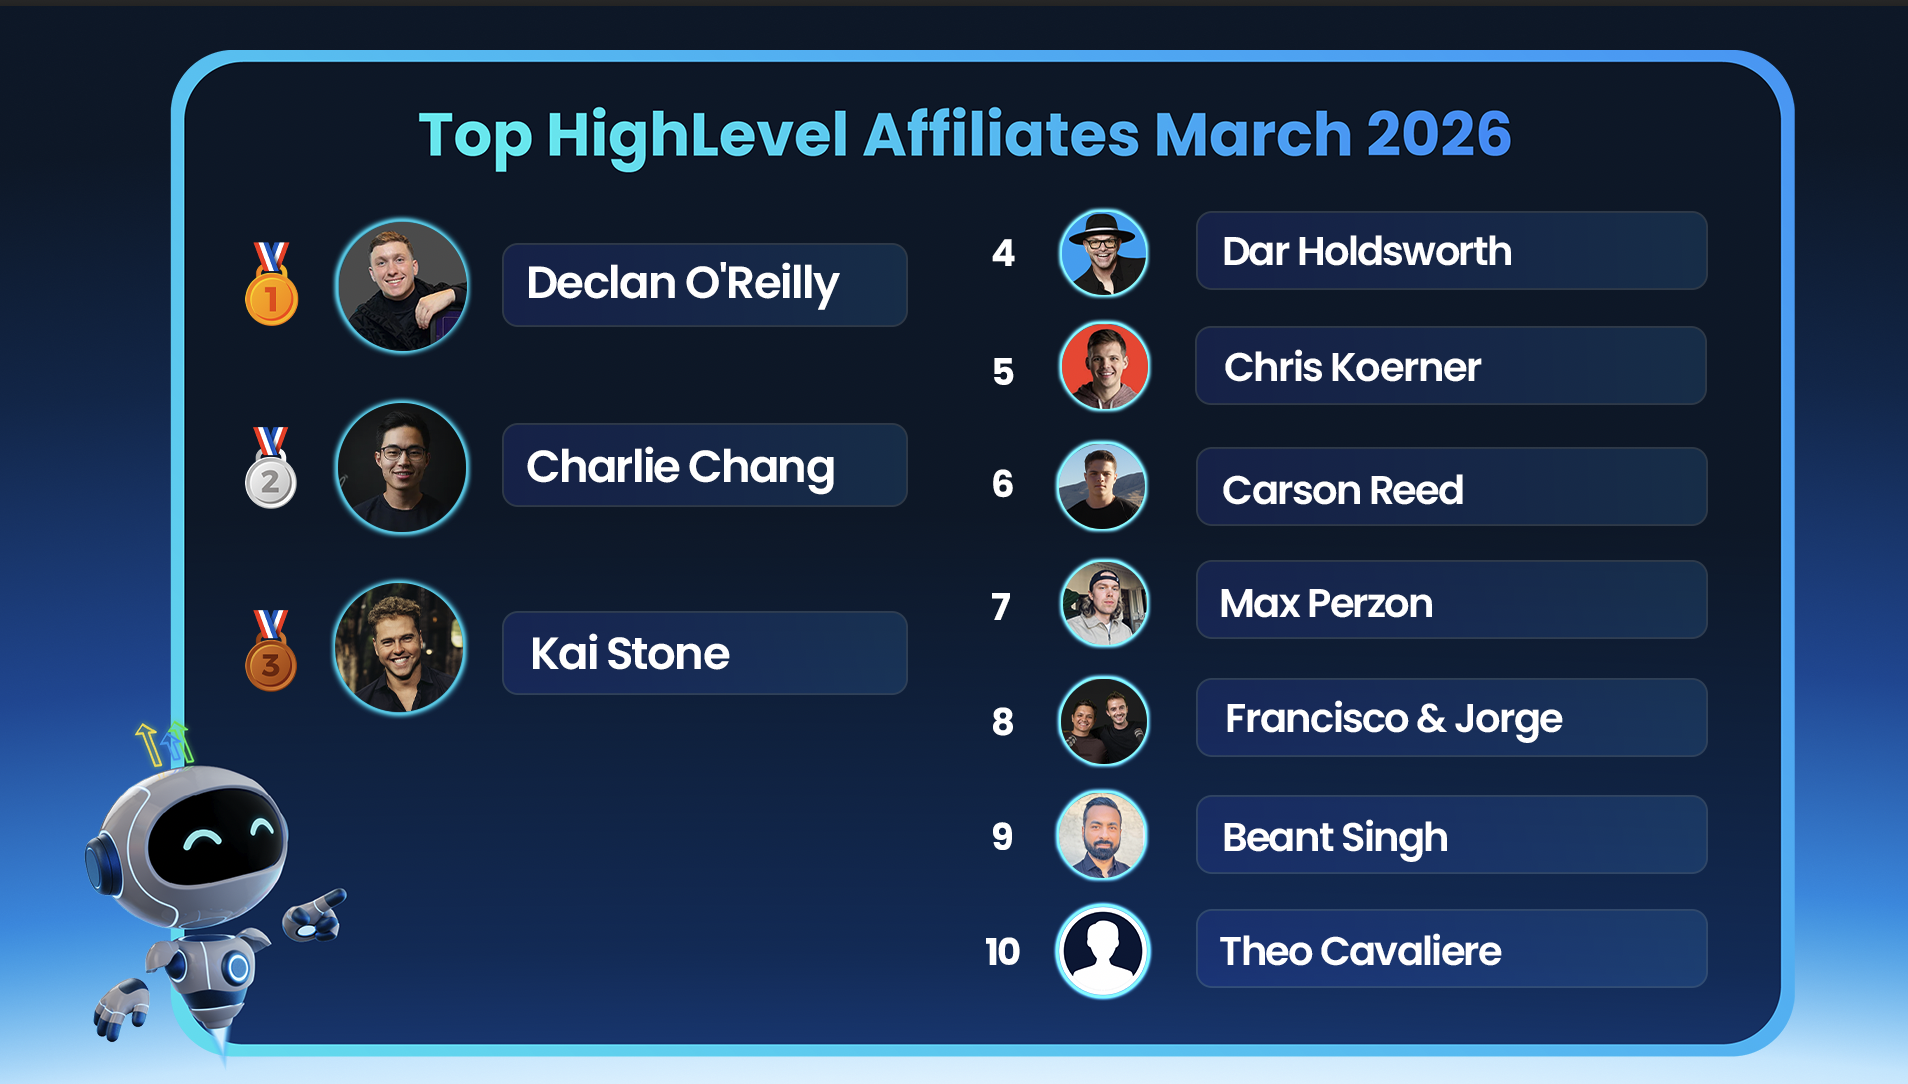 Top HighLevel Affiliates March 2026
1
Declan O'Reilly
2
Charlie Chang
3
Kai Stone
4
Dar Holdsworth
5
Chris Koerner
6
Carson Reed
7
Max Perzon
8
Francisco & Jorge
9
Beant Singh
10
Theo Cavaliere